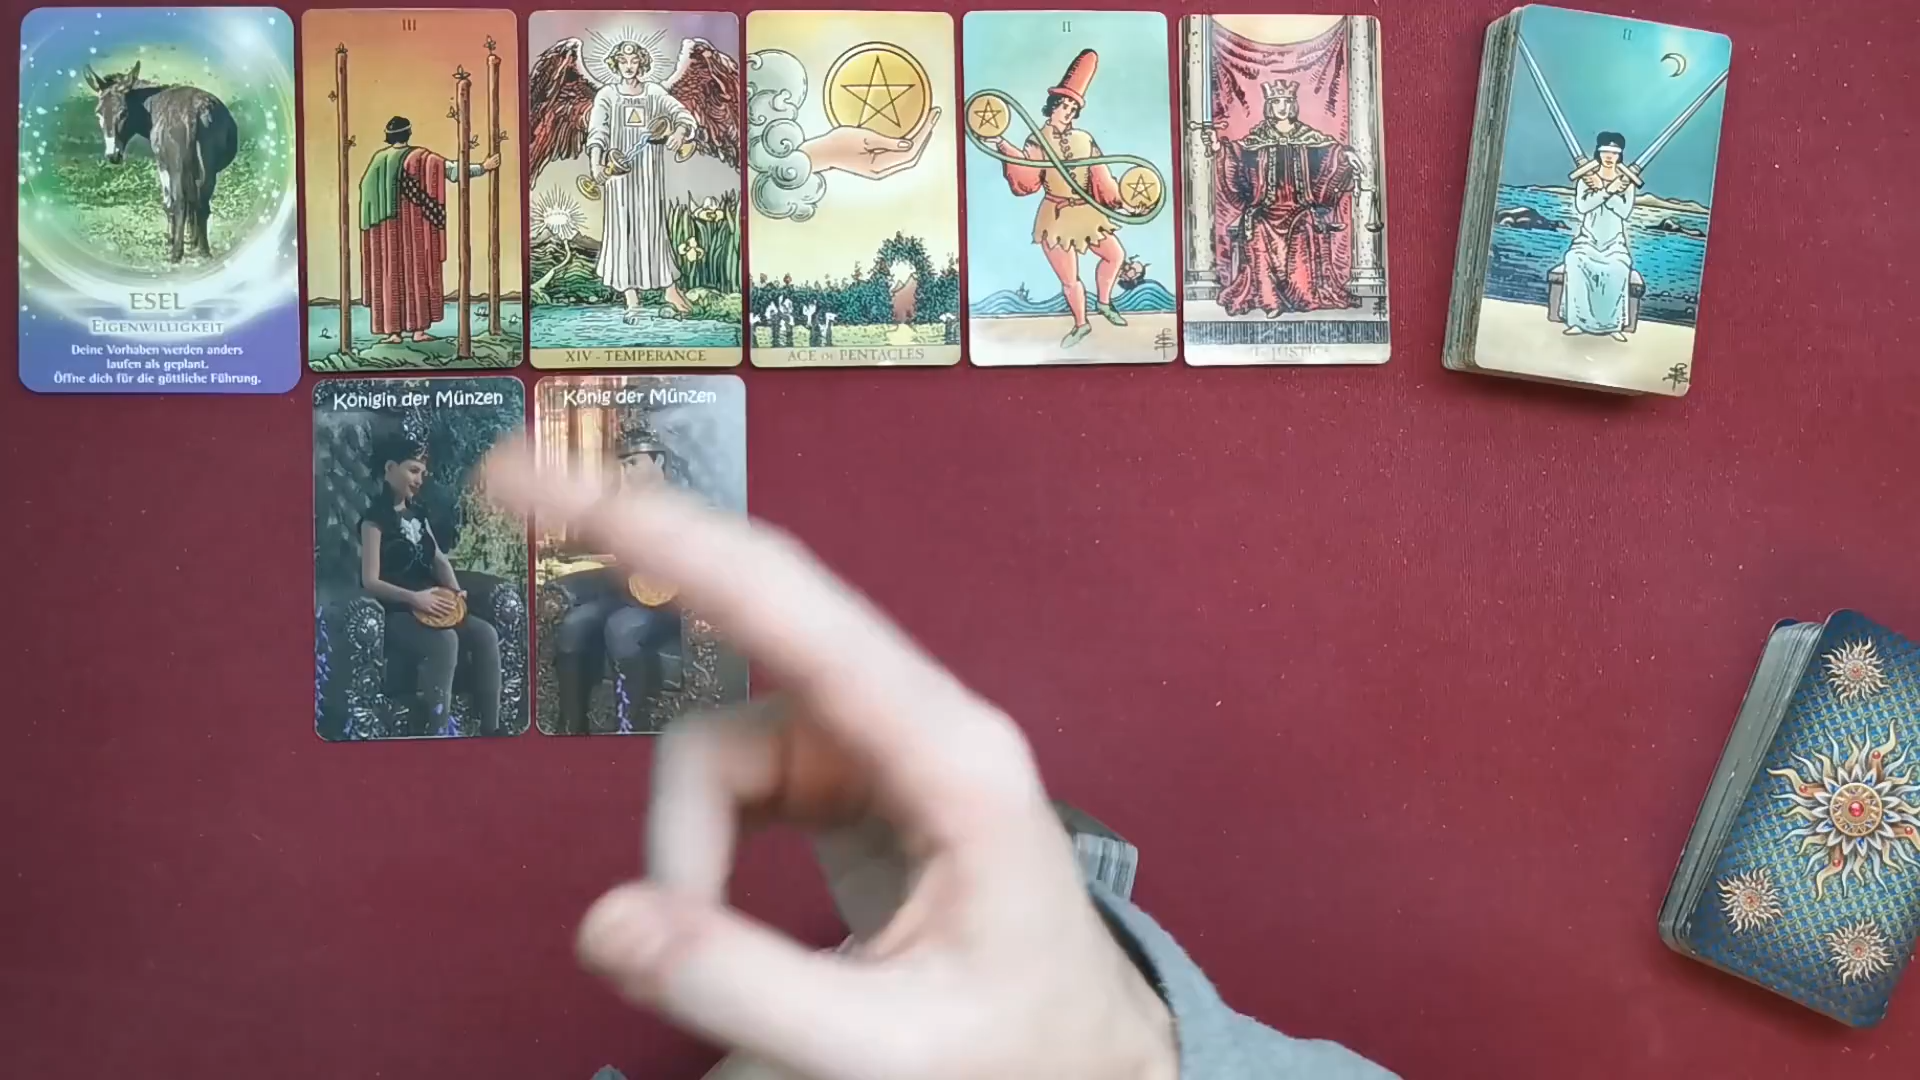 ESEL
EIGENWILLIGKEIT
Deine Vorhaben werden anders
laufen als geplant.
Öffne dich für die göttliche Führung.
III
XIV - TEMPERANCE
ACE OF PENTACLES
II
JUSTICE
II
Königin der Münzen
König der Münzen